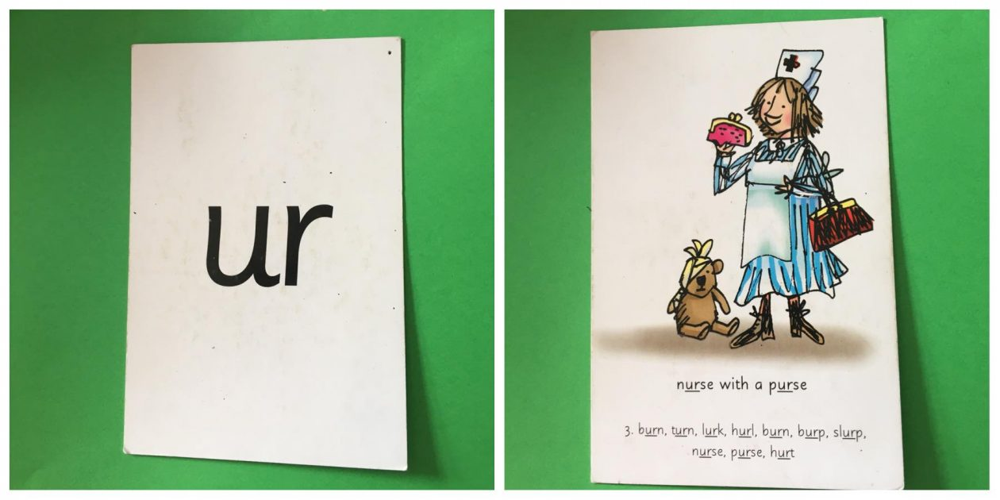 ur
nurse with a purse
3. burn, turn, lurk, hurl, burn, burp, slurp,
nurse, purse, hurt